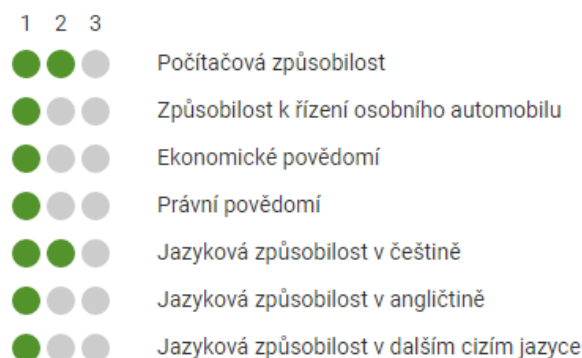 1 2 3
Počítačová způsobilost
Způsobilost k řízení osobního automobilu
Ekonomické povědomí
Právní povědomí
Jazyková způsobilost v češtině
Jazyková způsobilost v angličtině
Jazyková způsobilost v dalším cizím jazyce